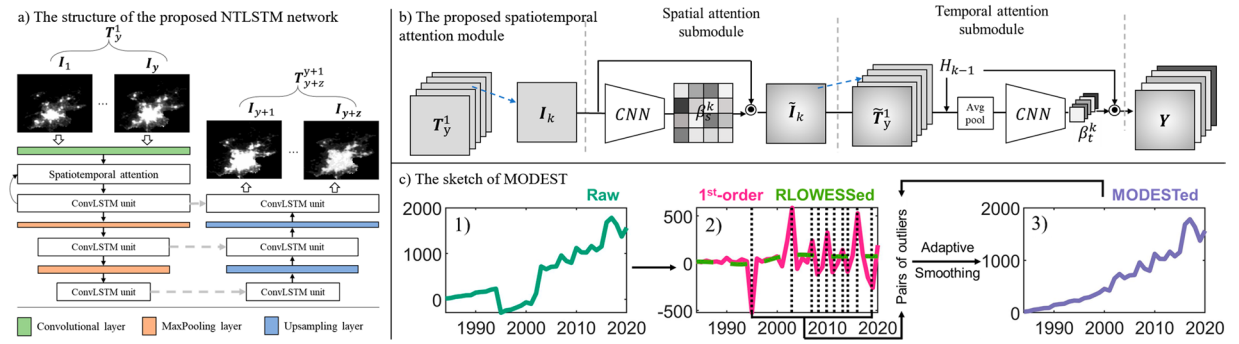 a) The structure of the proposed NTLSTM network
T_y^1
I_1
I_y
...
T_{y+z}^{y+1}
I_{y+1}
I_{y+z}
...
Spatiotemporal attention
ConvLSTM unit
ConvLSTM unit
ConvLSTM unit
ConvLSTM unit
ConvLSTM unit
ConvLSTM unit
Convolutional layer
MaxPooling layer
Upsampling layer
b) The proposed spatiotemporal
attention module
Spatial attention
submodule
Temporal attention
submodule
T_y^1
I_k
CNN
β_s^k
Ĩ_k
T̃_y^1
H_{k−1}
Avg
pool
CNN
β_t^k
Y
c) The sketch of MODEST
Raw
1)
2000
1000
0
1990
2000
2010
2020
1st-order
RLOWESSed
2)
500
0
-500
1990
2000
2010
2020
Pairs of outliers
Adaptive
Smoothing
MODESTed
3)
2000
1000
0
1990
2000
2010
2020